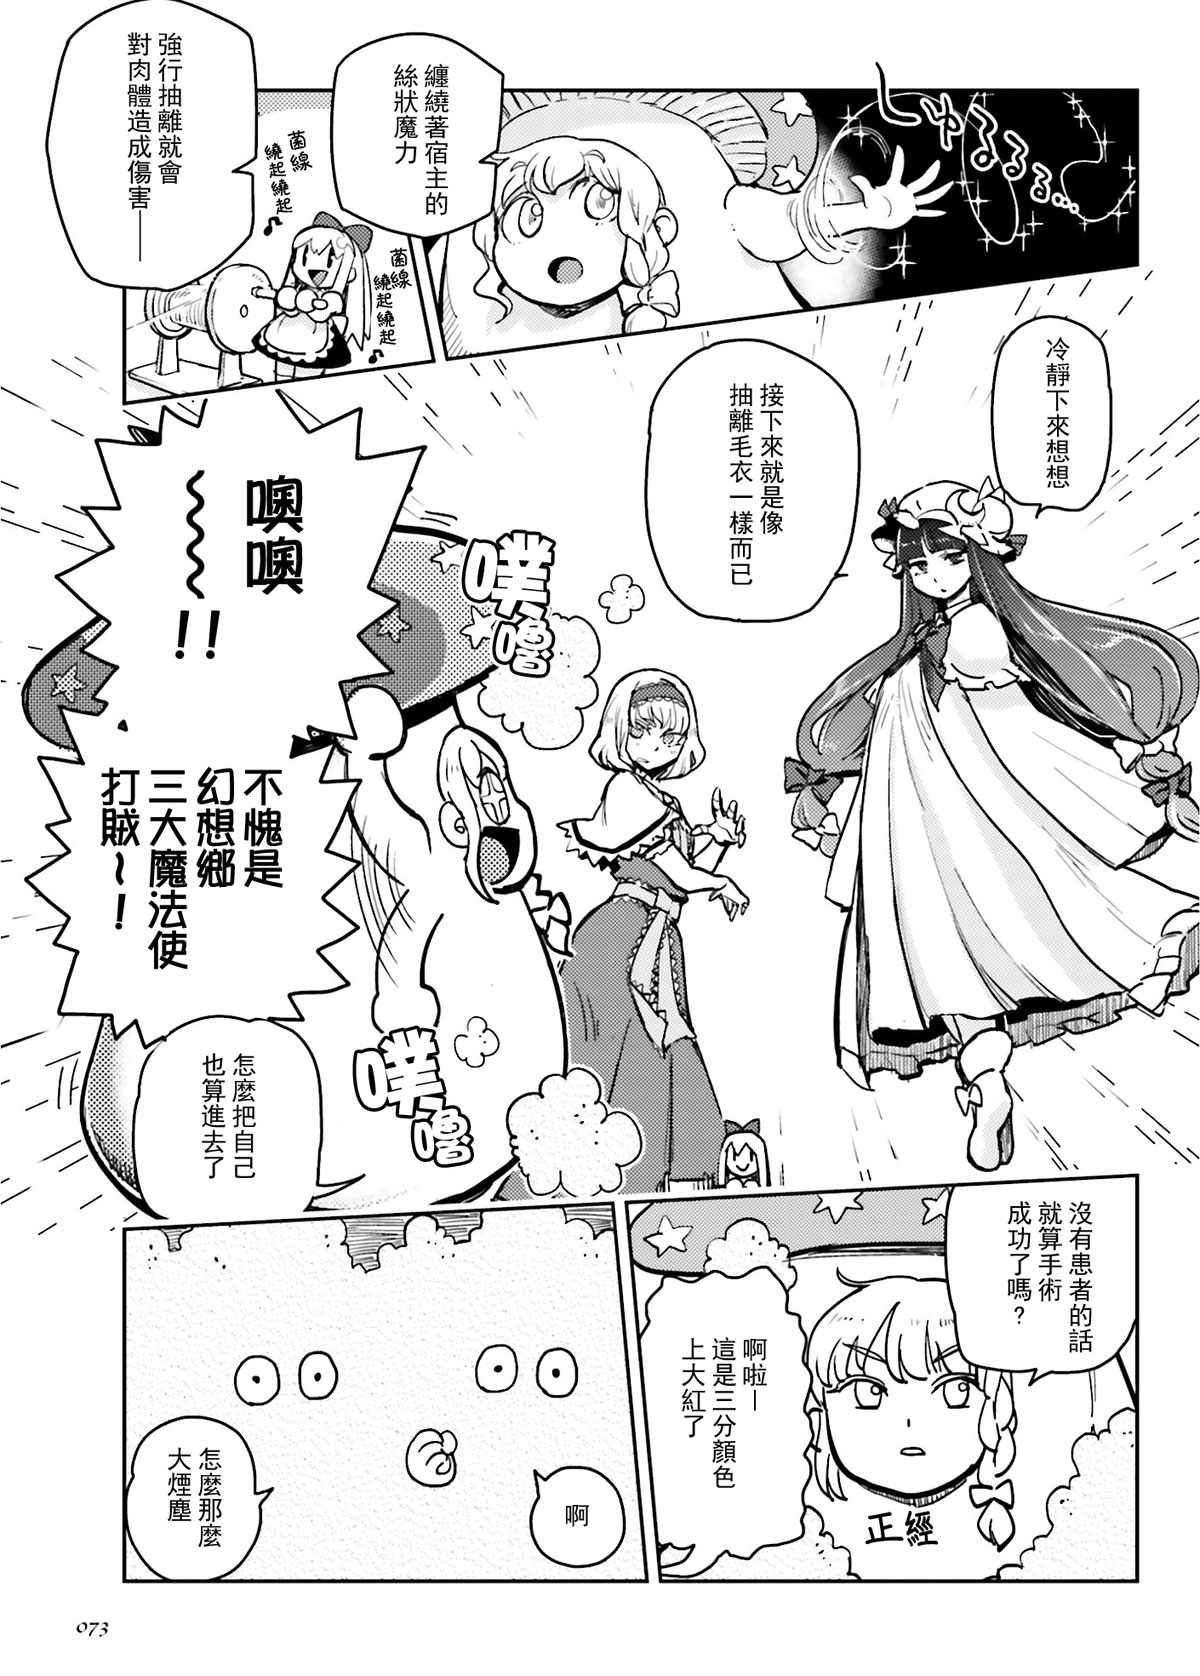 しゅるるる…
纏繞著宿主的
絲狀魔力
強行抽離就會
對肉體造成傷害——
菌線
繞起繞起
菌線
繞起繞起
冷靜下來想想
接下來就是像
抽離毛衣一樣而已
噗嚕
噢噢
～～!!
不愧是
幻想鄉
三大魔法使
打賊～!
噗嚕
怎麼把自己
也算進去了
沒有患者的話
就算手術
成功了嗎?
啊啦—
這是三分顏色
上大紅了
正經
啊
怎麼那麼
大煙塵
073